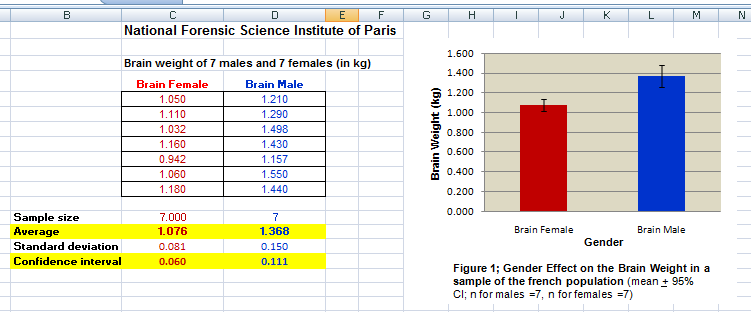 B C D E F G H I J K L M N
National Forensic Science Institute of Paris
Brain weight of 7 males and 7 females (in kg)
Brain Female Brain Male
1.050 1.210
1.110 1.290
1.032 1.498
1.160 1.430
0.942 1.157
1.060 1.550
1.180 1.440
Sample size 7.000 7
Average 1.076 1.368
Standard deviation 0.081 0.150
Confidence interval 0.060 0.111
Brain Weight (kg)
1.600
1.400
1.200
1.000
0.800
0.600
0.400
0.200
0.000
Brain Female Brain Male
Gender
Figure 1; Gender Effect on the Brain Weight in a
sample of the french population (mean ± 95%
CI; n for males =7, n for females =7)